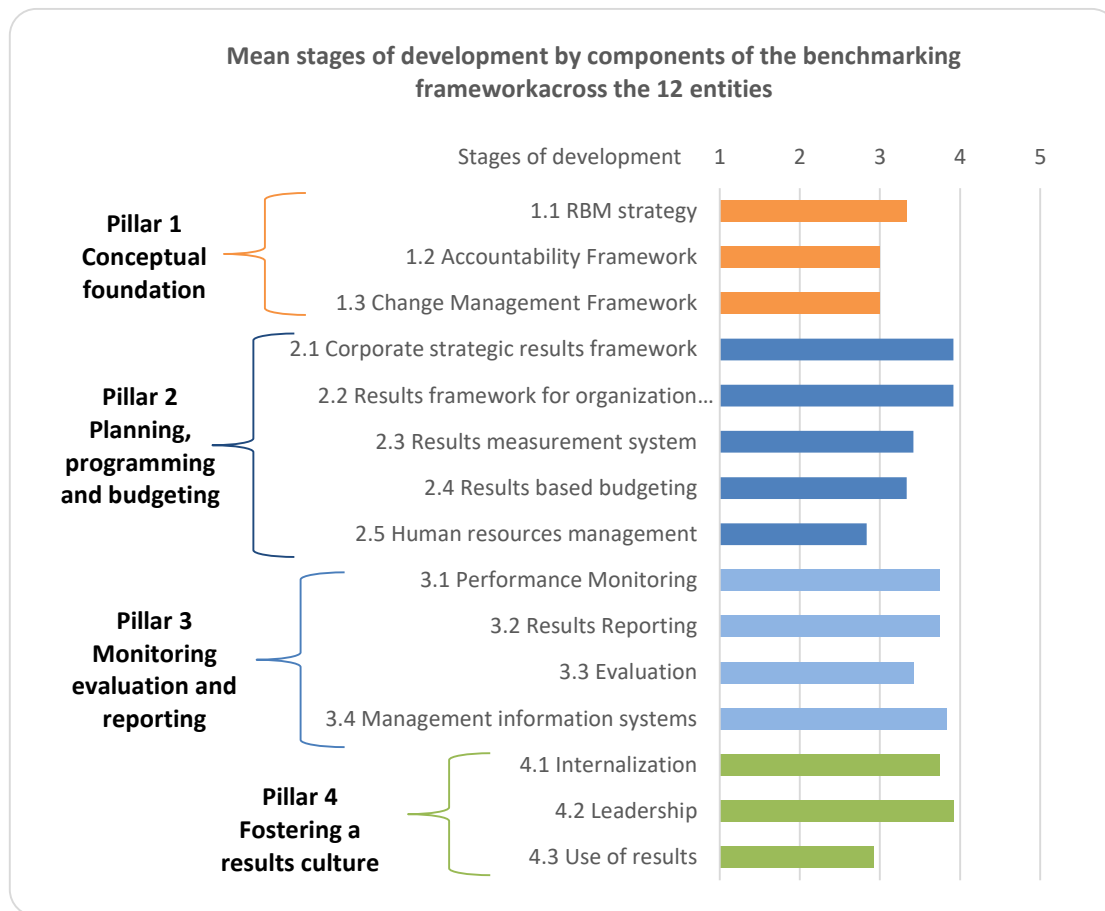 Mean stages of development by components of the benchmarking
frameworkacross the 12 entities
Stages of development 1 2 3 4 5
Pillar 1
Conceptual
foundation
1.1 RBM strategy
1.2 Accountability Framework
1.3 Change Management Framework
Pillar 2
Planning,
programming
and budgeting
2.1 Corporate strategic results framework
2.2 Results framework for organization...
2.3 Results measurement system
2.4 Results based budgeting
2.5 Human resources management
Pillar 3
Monitoring
evaluation and
reporting
3.1 Performance Monitoring
3.2 Results Reporting
3.3 Evaluation
3.4 Management information systems
Pillar 4
Fostering a
results culture
4.1 Internalization
4.2 Leadership
4.3 Use of results